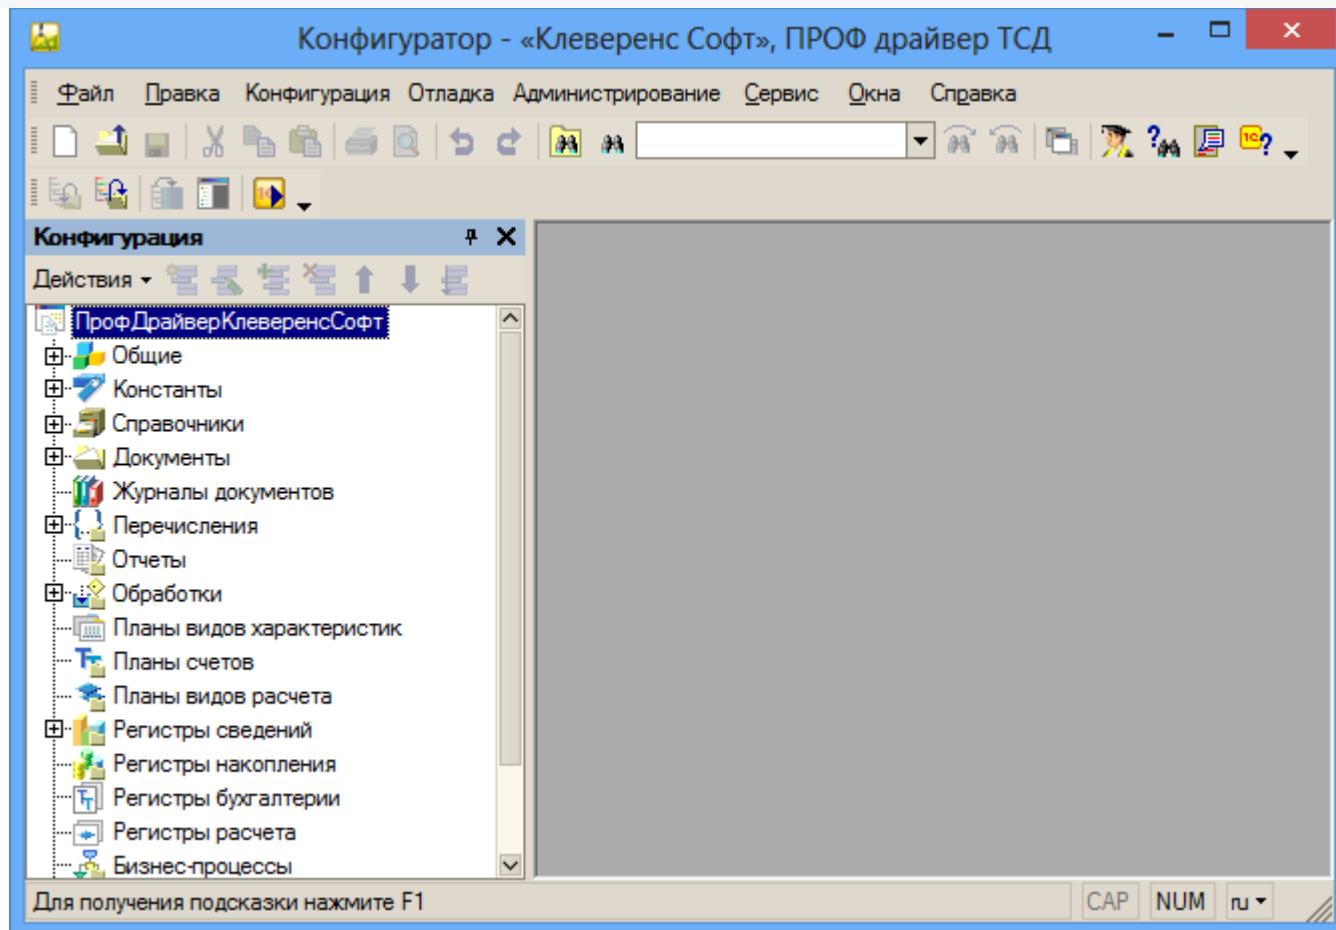 Конфигуратор - «Клеверенс Софт», ПРОФ драйвер ТСД
Файл Правка Конфигурация Отладка Администрирование Сервис Окна Справка
Конфигурация
Действия
ПрофДрайверКлеверенсСофт
Общие
Константы
Справочники
Документы
Журналы документов
Перечисления
Отчеты
Обработки
Планы видов характеристик
Планы счетов
Планы видов расчета
Регистры сведений
Регистры накопления
Регистры бухгалтерии
Регистры расчета
Бизнес-процессы
Для получения подсказки нажмите F1 CAP NUM ru